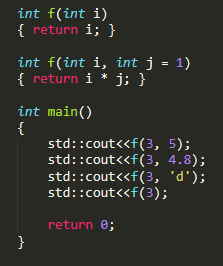 int f(int i)
{ return i; }
int f(int i, int j = 1)
{ return i * j; }
int main()
{
    std::cout<<f(3, 5);
    std::cout<<f(3, 4.8);
    std::cout<<f(3, 'd');
    std::cout<<f(3);
    return 0;
}